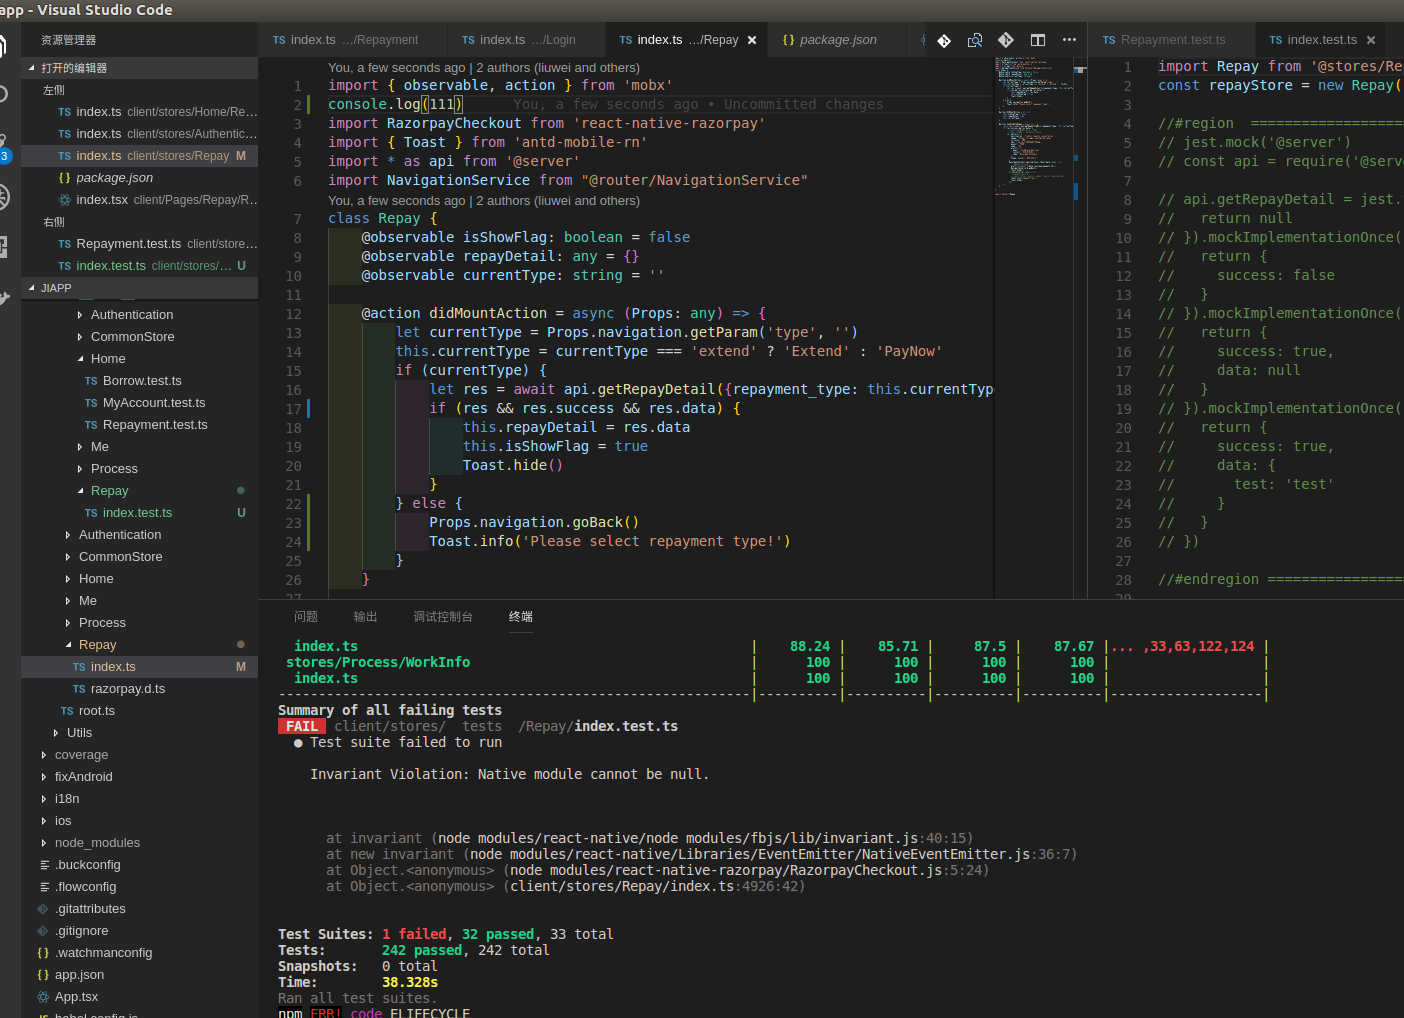 app - Visual Studio Code
资源管理器
打开的编辑器
左侧
TS index.ts client/stores/Home/Re...
TS index.ts client/stores/Authentic...
TS index.ts client/stores/Repay M
{ } package.json
index.tsx client/Pages/Repay/R...
右侧
TS Repayment.test.ts client/store...
TS index.test.ts client/stores/... U
3
JIAPP
Authentication
CommonStore
Home
TS Borrow.test.ts
TS MyAccount.test.ts
TS Repayment.test.ts
Me
Process
Repay
TS index.test.ts U
Authentication
CommonStore
Home
Me
Process
Repay
TS index.ts M
TS razorpay.d.ts
TS root.ts
Utils
coverage
fixAndroid
i18n
ios
node_modules
.buckconfig
.flowconfig
.gitattributes
.gitignore
{ } .watchmanconfig
{ } app.json
App.tsx
TS index.ts .../Repayment
TS index.ts .../Login
TS index.ts .../Repay ×
{ } package.json
You, a few seconds ago | 2 authors (liuwei and others)
1 import { observable, action } from 'mobx'
2 console.log(111) You, a few seconds ago • Uncommitted changes
3 import RazorpayCheckout from 'react-native-razorpay'
4 import { Toast } from 'antd-mobile-rn'
5 import * as api from '@server'
6 import NavigationService from "@router/NavigationService"
You, a few seconds ago | 2 authors (liuwei and others)
7 class Repay {
8 @observable isShowFlag: boolean = false
9 @observable repayDetail: any = {}
10 @observable currentType: string = ''
11
12 @action didMountAction = async (Props: any) => {
13 let currentType = Props.navigation.getParam('type', '')
14 this.currentType = currentType === 'extend' ? 'Extend' : 'PayNow'
15 if (currentType) {
16 let res = await api.getRepayDetail({repayment_type: this.currentTyp
17 if (res && res.success && res.data) {
18 this.repayDetail = res.data
19 this.isShowFlag = true
20 Toast.hide()
21 }
22 } else {
23 Props.navigation.goBack()
24 Toast.info('Please select repayment type!')
25 }
26 }
27
TS Repayment.test.ts
TS index.test.ts ×
1 import Repay from '@stores/Re
2 const repayStore = new Repay(
3
4 //#region ==================
5 // jest.mock('@server')
6 // const api = require('@serve
7
8 // api.getRepayDetail = jest.
9 // return null
10 // }).mockImplementationOnce(
11 // return {
12 // success: false
13 // }
14 // }).mockImplementationOnce(
15 // return {
16 // success: true,
17 // data: null
18 // }
19 // }).mockImplementationOnce(
20 // return {
21 // success: true,
22 // data: {
23 // test: 'test'
24 // }
25 // }
26 // })
27
28 //#endregion ================
29
问题 输出 调试控制台 终端
index.ts | 88.24 | 85.71 | 87.5 | 87.67 |... ,33,63,122,124 |
stores/Process/WorkInfo | 100 | 100 | 100 | 100 | |
index.ts | 100 | 100 | 100 | 100 | |
-----------------------------------------------------------|----------|----------|----------|----------|-------------------|
Summary of all failing tests
FAIL client/stores/__tests__/Repay/index.test.ts
● Test suite failed to run
Invariant Violation: Native module cannot be null.
at invariant (node_modules/react-native/node_modules/fbjs/lib/invariant.js:40:15)
at new invariant (node_modules/react-native/Libraries/EventEmitter/NativeEventEmitter.js:36:7)
at Object.<anonymous> (node_modules/react-native-razorpay/RazorpayCheckout.js:5:24)
at Object.<anonymous> (client/stores/Repay/index.ts:4926:42)
Test Suites: 1 failed, 32 passed, 33 total
Tests: 242 passed, 242 total
Snapshots: 0 total
Time: 38.328s
Ran all test suites.
npm ERR! code ELIFECYCLE